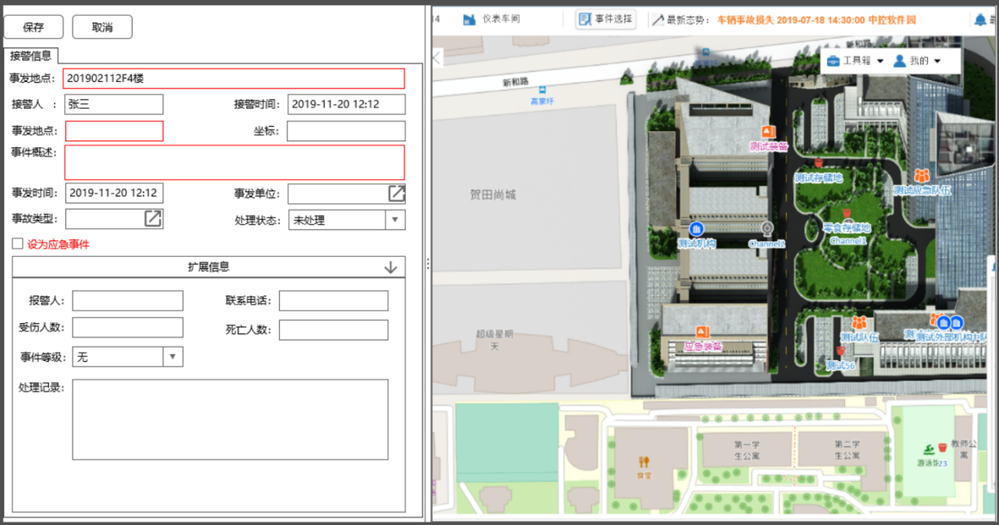 保存 取消
接警信息
事发地点: 201902112F4楼
接警人 : 张三 接警时间: 2019-11-20 12:12
事发地点: 坐标:
事件概述:
事发时间: 2019-11-20 12:12 事发单位:
事故类型: 处理状态: 未处理
设为应急事件
扩展信息
报警人: 联系电话:
受伤人数: 死亡人数:
事件等级: 无
处理记录:
14 仪表车间 事件选择 最新态势: 车辆事故损失 2019-07-18 14:30:00 中控软件园
工具箱 我的
新和路
新和路
高家圩
贺田尚城
超级星期
天
测试装备
测试存储地
测试应急队伍
零食存储地
Channel1
测试机构
Channel2
应急装备
测试队伍
测试外部机构
测试56
第一学
生公寓
第二学
生公寓
教师公
寓
食堂
游泳馆
23